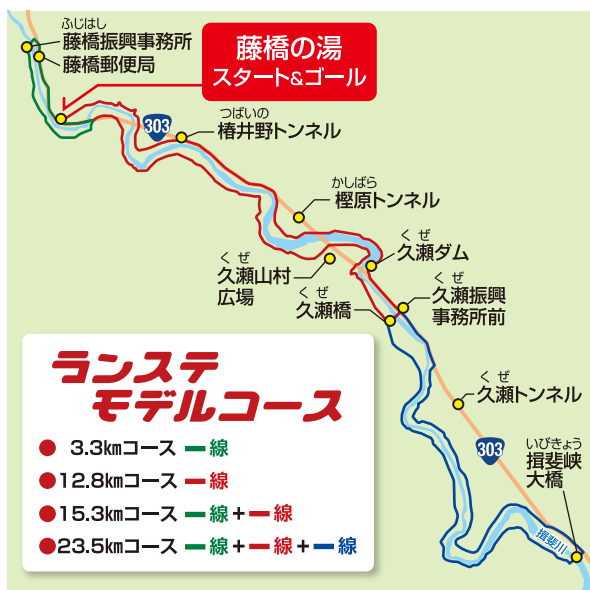 ふじはし
藤橋振興事務所
藤橋郵便局
藤橋の湯
スタート&ゴール
303
つばいの
椿井野トンネル
かしばら
樫原トンネル
くぜ
久瀬ダム
くぜ
久瀬山村
広場
くぜ
久瀬橋
くぜ
久瀬振興
事務所前
ランステ
モデルコース
くぜ
久瀬トンネル
303
いびきょう
揖斐峡
大橋
揖斐川
●3.3kmコース ー線
●12.8kmコース ー線
●15.3kmコース ー線+ー線
●23.5kmコース ー線+ー線+ー線